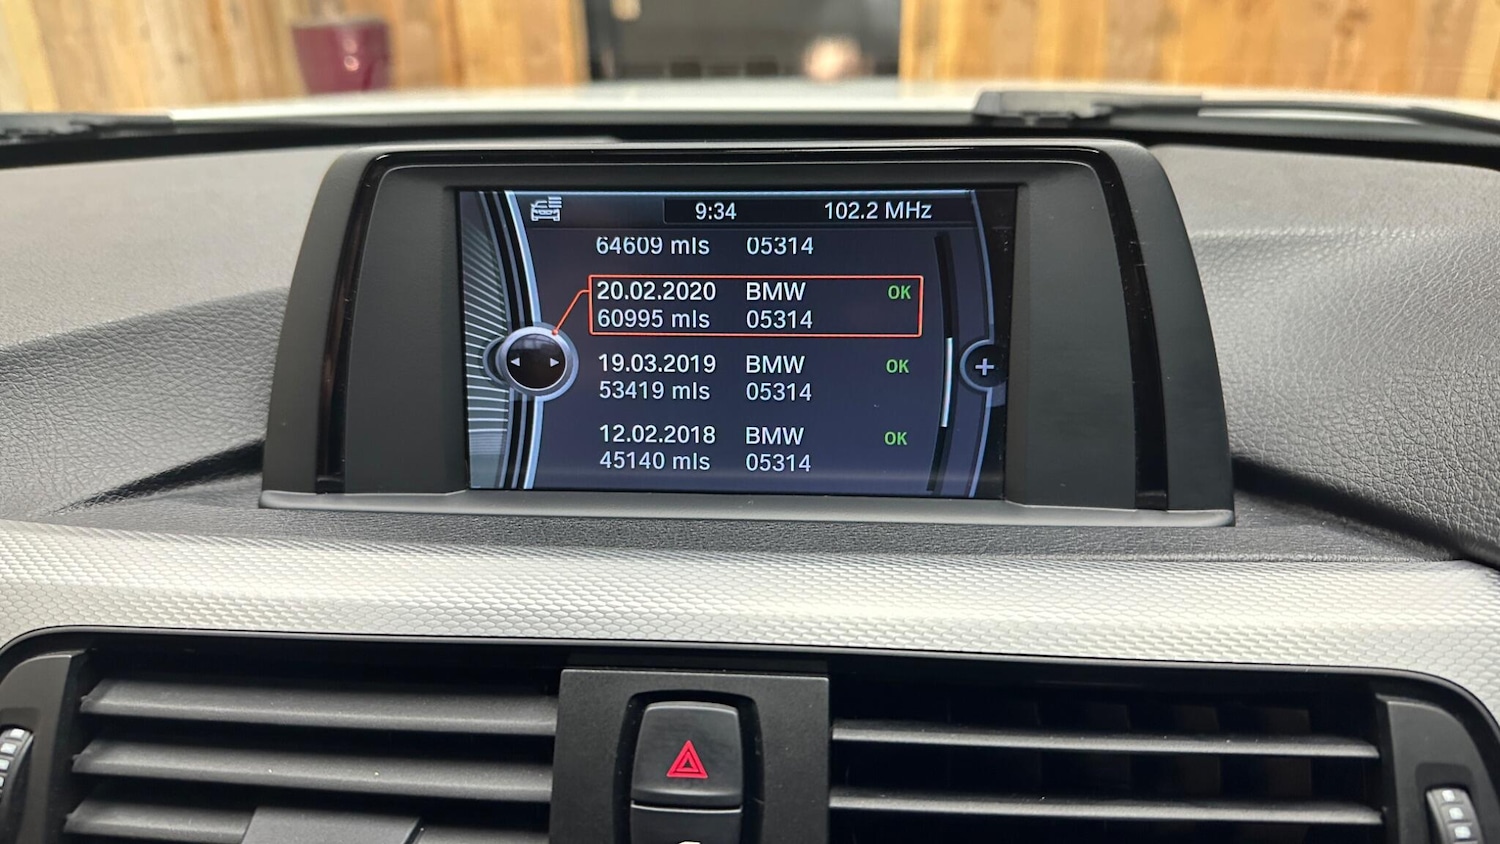 9:34 102.2 MHz
64609 mls 05314
20.02.2020 BMW OK
60995 mls 05314
19.03.2019 BMW OK
53419 mls 05314
12.02.2018 BMW OK
45140 mls 05314